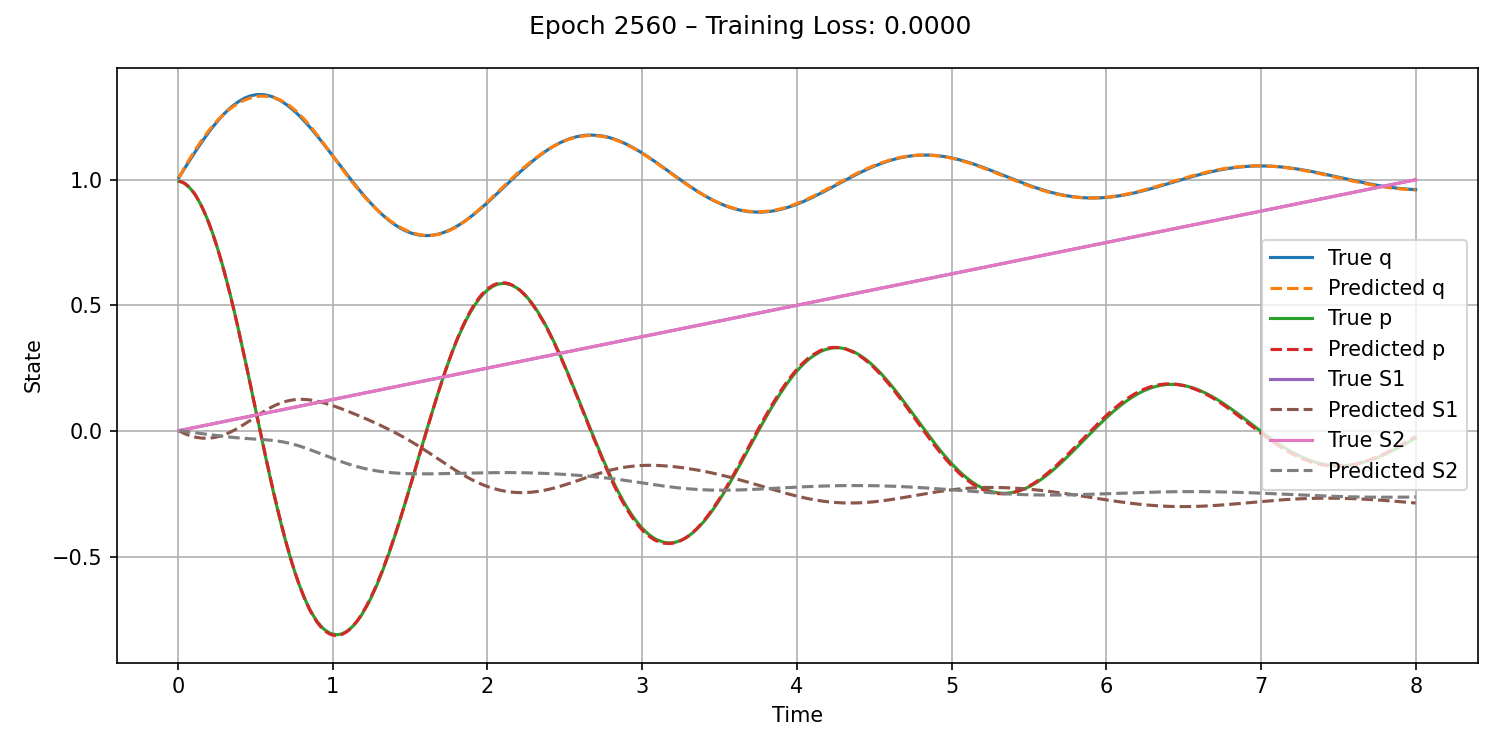 Epoch 2560 – Training Loss: 0.0000
State
1.0
0.5
0.0
−0.5
True q
Predicted q
True p
Predicted p
True S1
Predicted S1
True S2
Predicted S2
0 1 2 3 4 5 6 7 8
Time